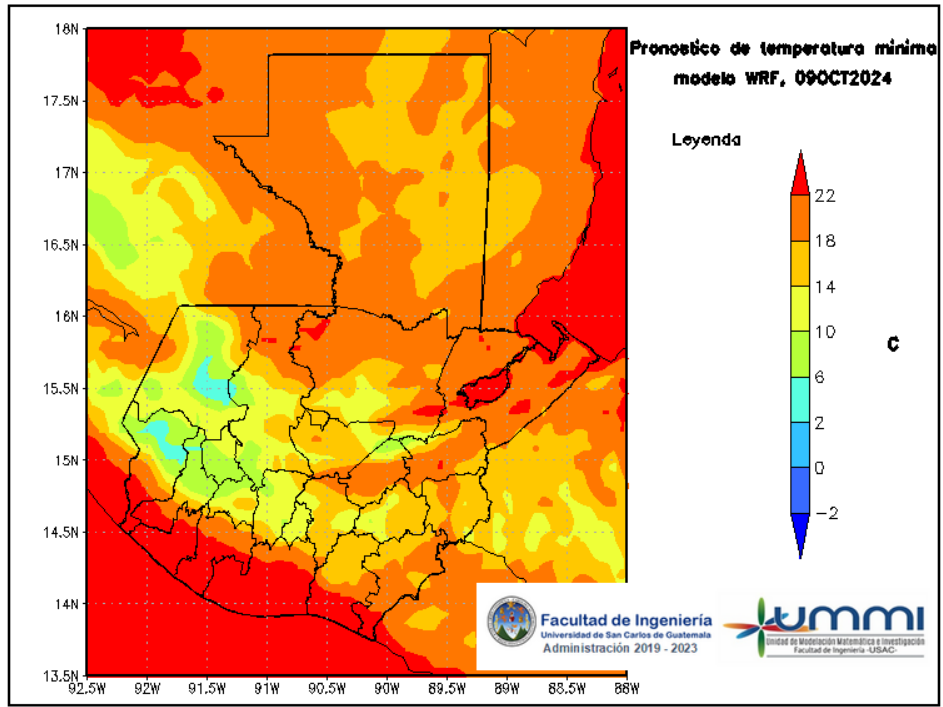 Pronostico de temperatura minima
modelo WRF, 09OCT2024
Leyenda
22
18
14
10
6
2
0
-2
C
18N
17.5N
17N
16.5N
16N
15.5N
15N
14.5N
14N
13.5N
92.5W
92W
91.5W
91W
90.5W
90W
89.5W
89W
88.5W
88W
Facultad de Ingeniería
Universidad de San Carlos de Guatemala
Administración 2019 - 2023
UMMI
Unidad de Modelación Matemática e Investigación
Facultad de Ingeniería -USAC-